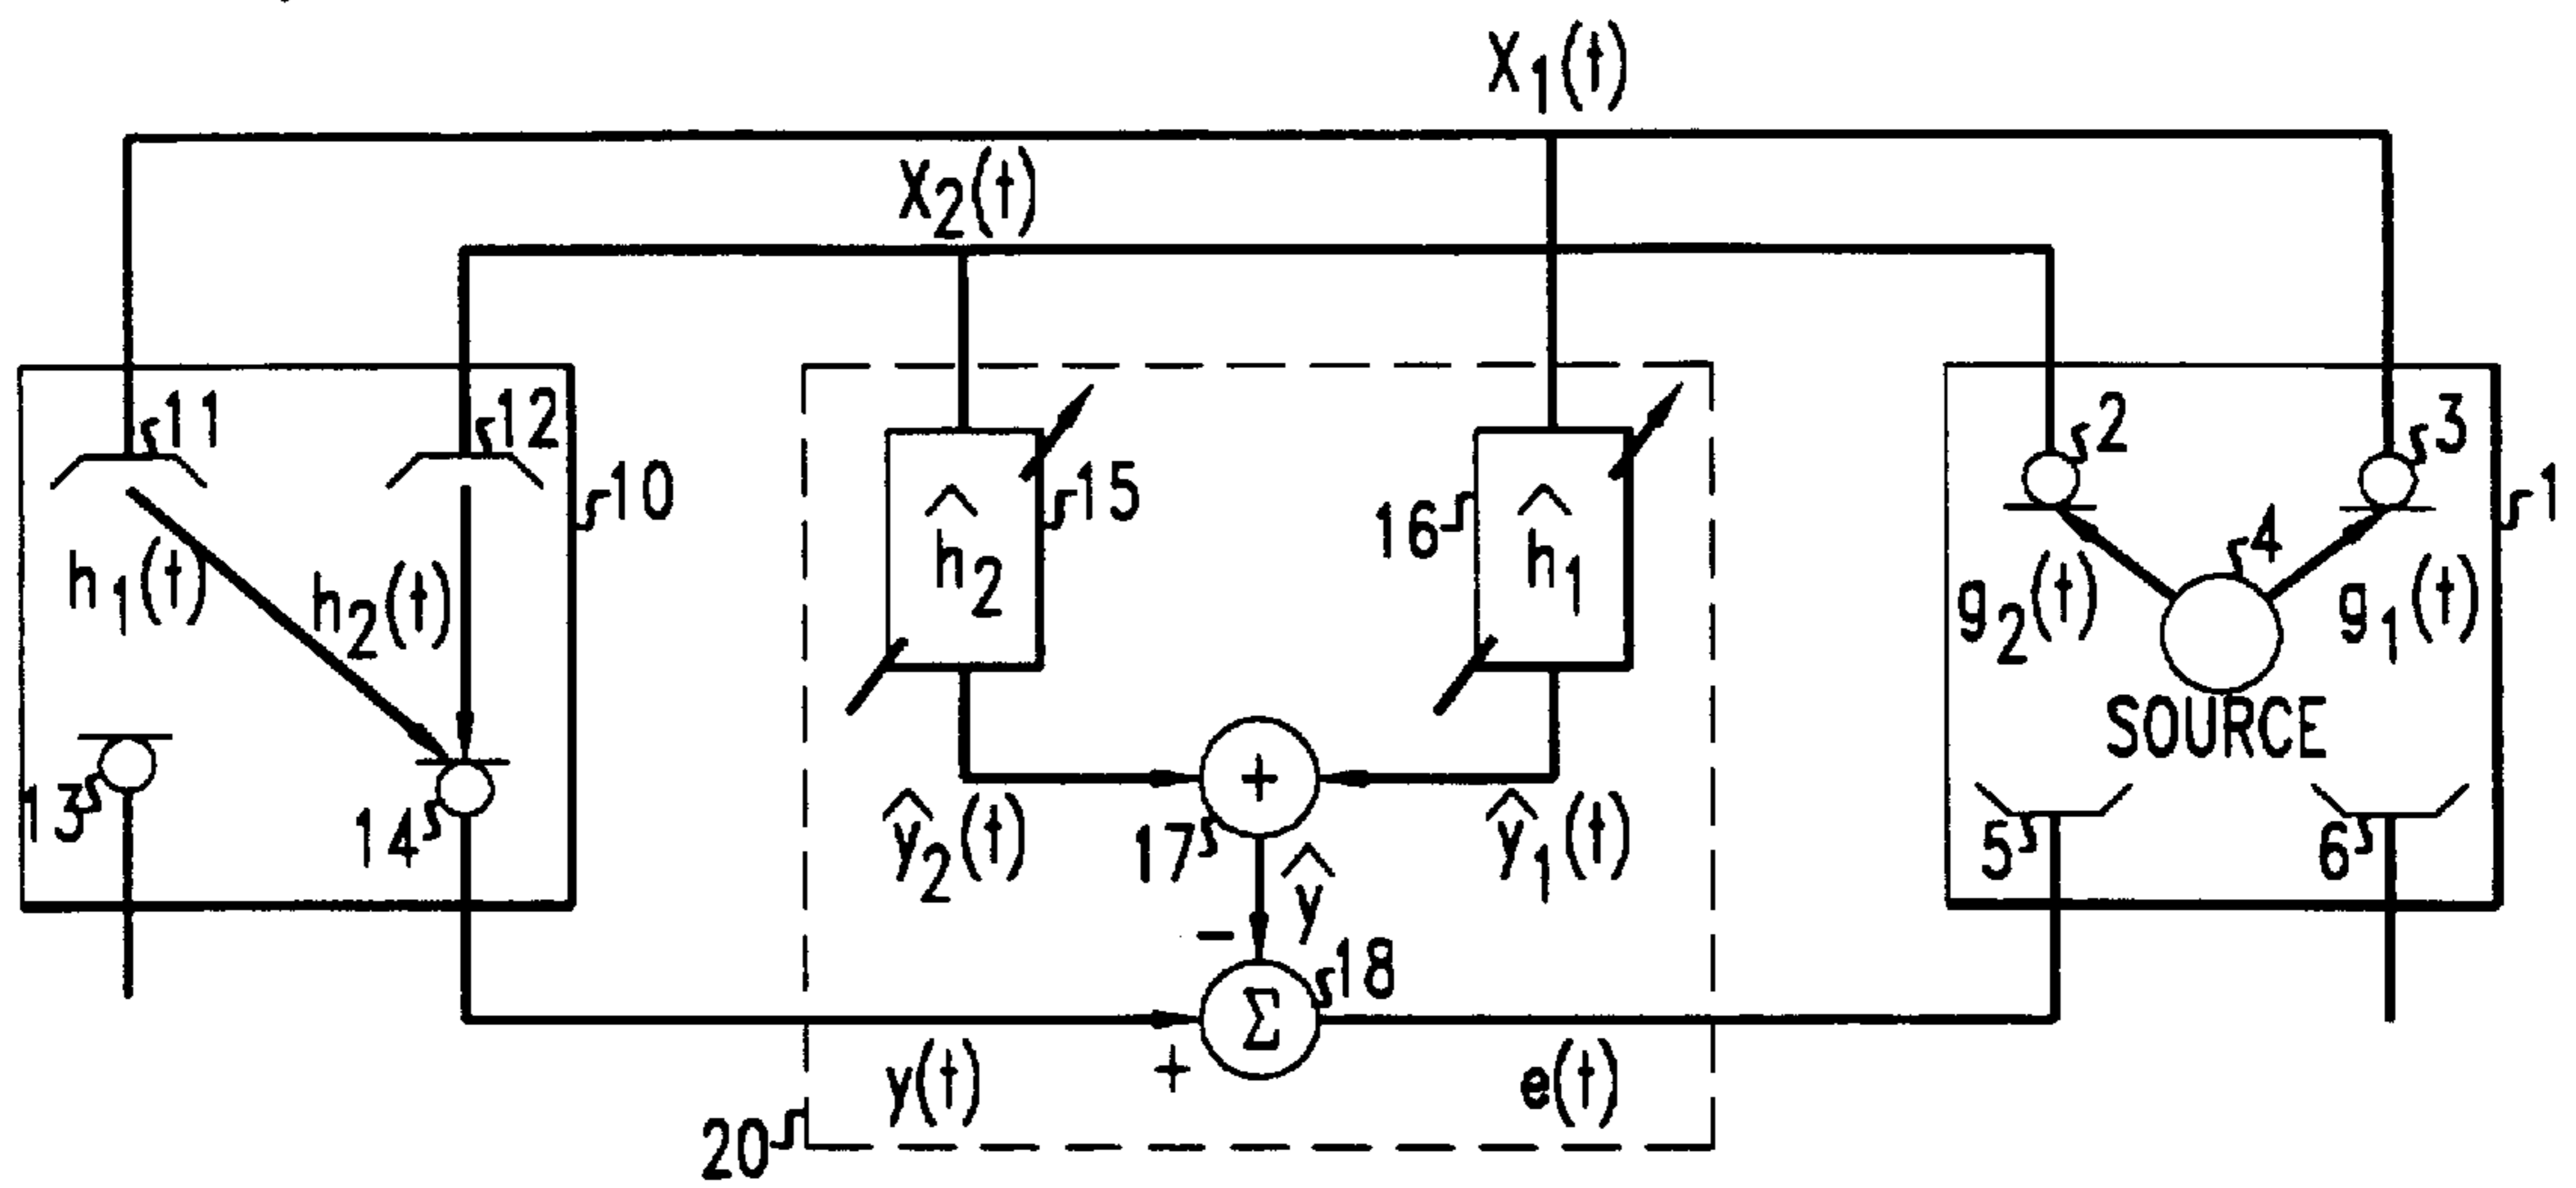 X₁(t)
X₂(t)
11
12
10
h₁(t)
h₂(t)
13
14
ĥ₂
15
16
ĥ₁
2
3
1
4
g₂(t)
g₁(t)
SOURCE
5
6
+
17
ŷ₂(t)
ŷ₁(t)
ŷ
-
Σ
18
+
y(t)
e(t)
20